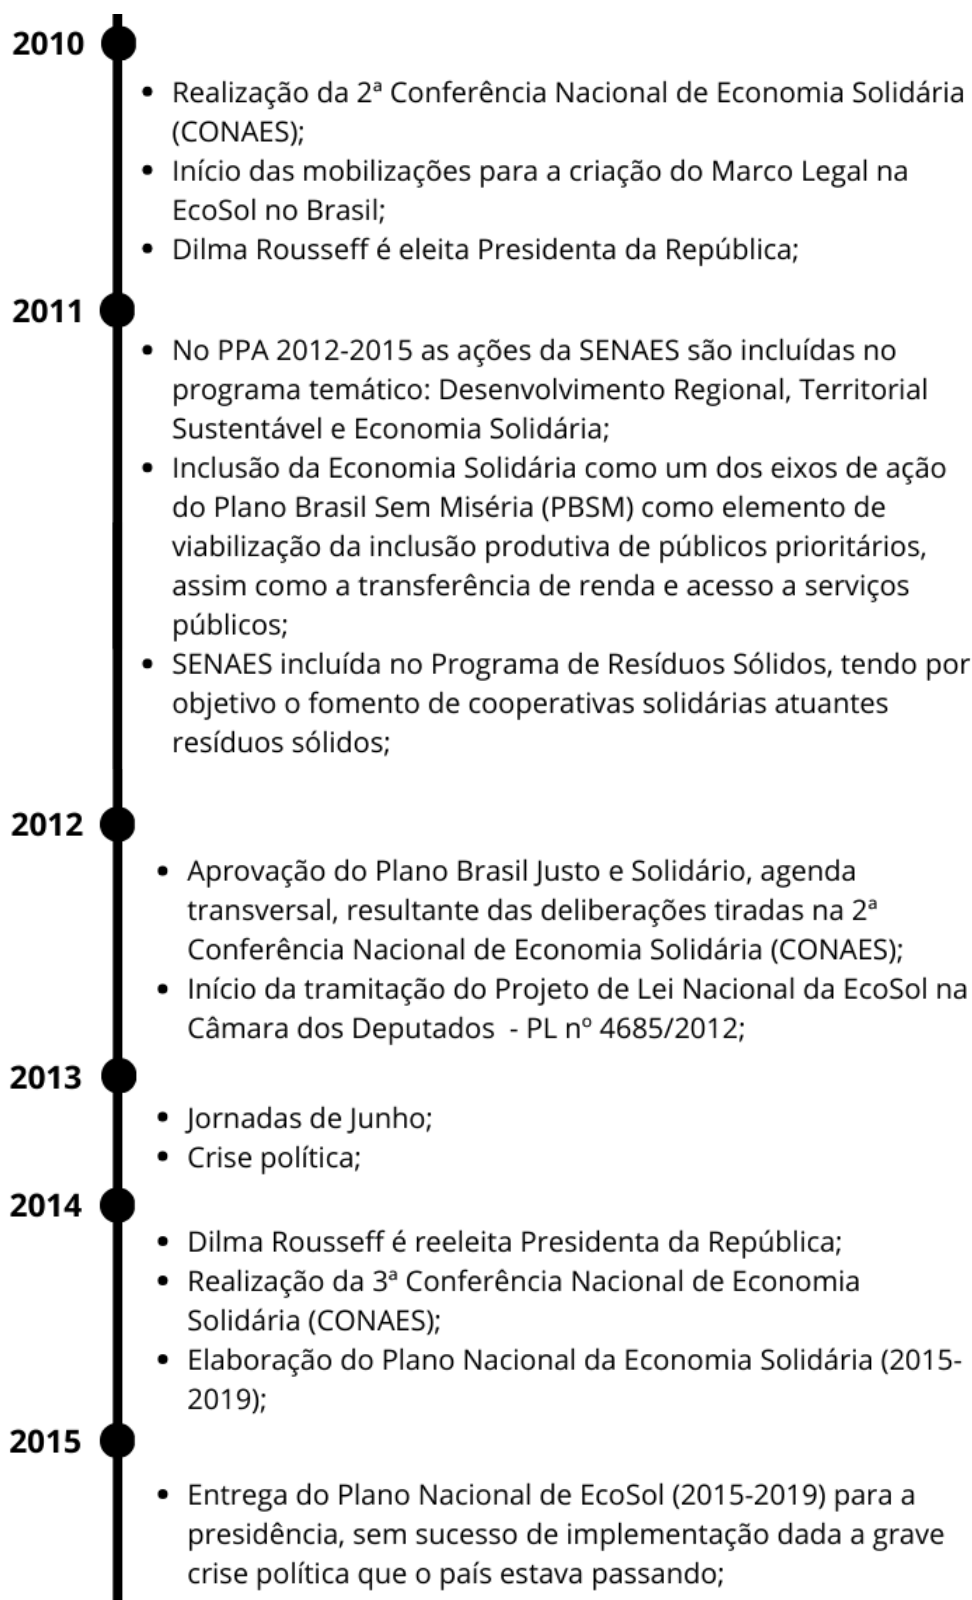 2010
• Realização da 2ª Conferência Nacional de Economia Solidária
(CONAES);
• Início das mobilizações para a criação do Marco Legal na
EcoSol no Brasil;
• Dilma Rousseff é eleita Presidenta da República;
2011
• No PPA 2012-2015 as ações da SENAES são incluídas no
programa temático: Desenvolvimento Regional, Territorial
Sustentável e Economia Solidária;
• Inclusão da Economia Solidária como um dos eixos de ação
do Plano Brasil Sem Miséria (PBSM) como elemento de
viabilização da inclusão produtiva de públicos prioritários,
assim como a transferência de renda e acesso a serviços
públicos;
• SENAES incluída no Programa de Resíduos Sólidos, tendo por
objetivo o fomento de cooperativas solidárias atuantes
resíduos sólidos;
2012
• Aprovação do Plano Brasil Justo e Solidário, agenda
transversal, resultante das deliberações tiradas na 2ª
Conferência Nacional de Economia Solidária (CONAES);
• Início da tramitação do Projeto de Lei Nacional da EcoSol na
Câmara dos Deputados - PL nº 4685/2012;
2013
• Jornadas de Junho;
• Crise política;
2014
• Dilma Rousseff é reeleita Presidenta da República;
• Realização da 3ª Conferência Nacional de Economia
Solidária (CONAES);
• Elaboração do Plano Nacional da Economia Solidária (2015-
2019);
2015
• Entrega do Plano Nacional de EcoSol (2015-2019) para a
presidência, sem sucesso de implementação dada a grave
crise política que o país estava passando;